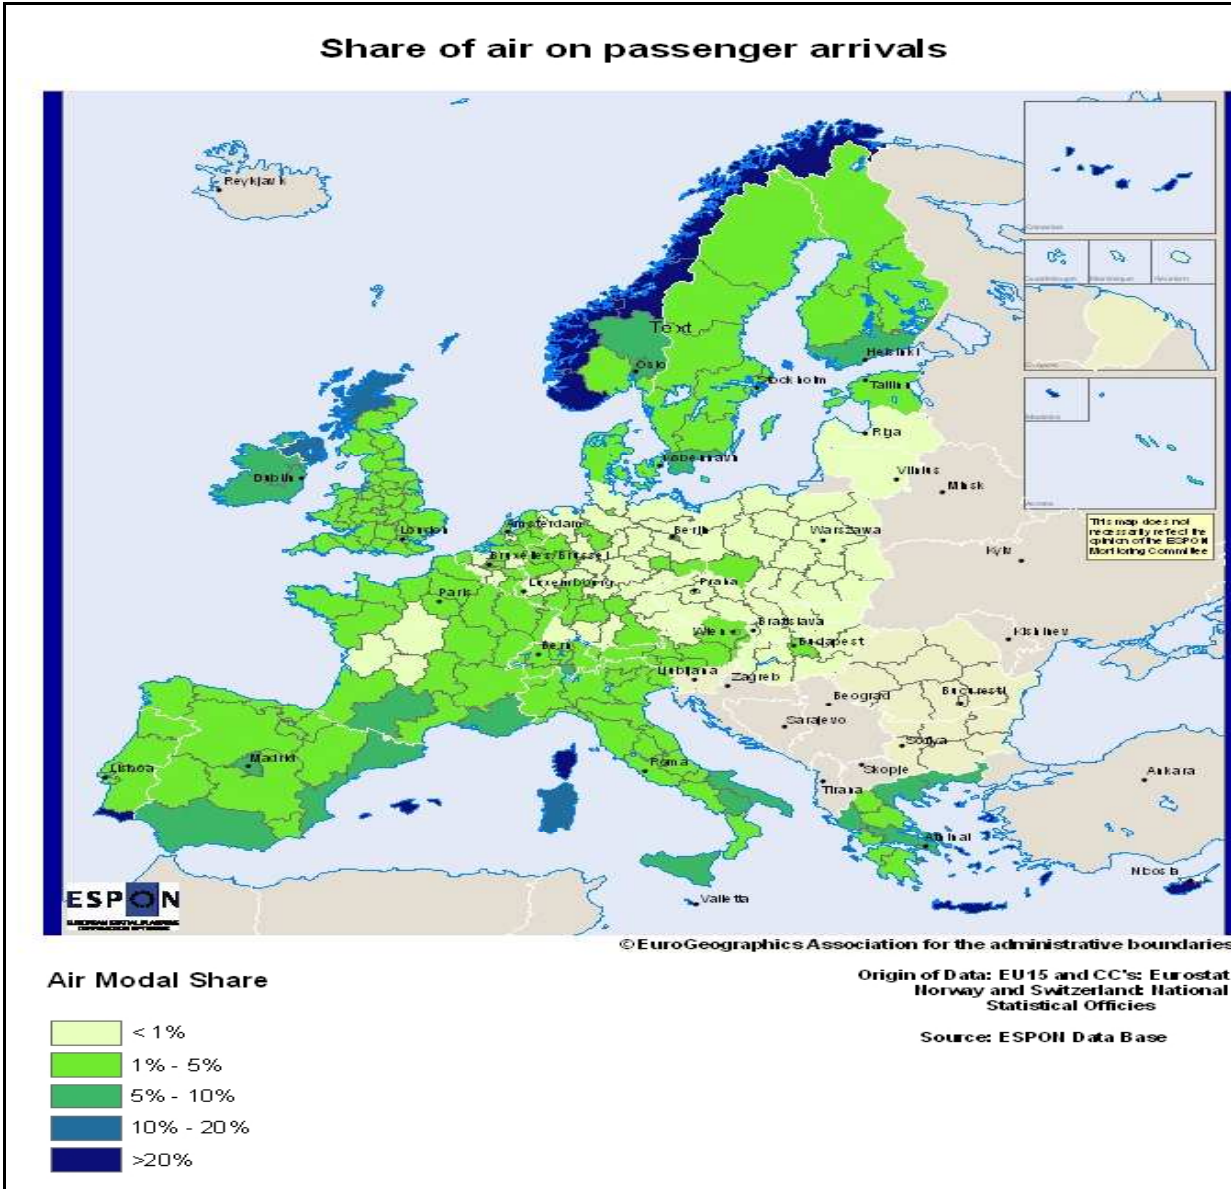 Share of air on passenger arrivals
Reykjavik
Text
Oslo
Helsinki
Stockholm
Tallinn
Riga
København
Vilnius
Minsk
Dublin
London
Amsterdam
Berlin
Warszawa
Kyiv
Bruxelles/Brussel
Luxembourg
Praha
Paris
Wien
Bratislava
Budapest
Kishinev
Bern
Ljubljana
Zagreb
Beograd
Bucuresti
Sarajevo
Sofiya
Madrid
Roma
Skopje
Tirana
Ankara
Lisboa
Athinai
Nicosia
Valletta
This map does not
necessarily reflect the
opinion of the ESPON
Monitoring Committee
ESPON
© EuroGeographics Association for the administrative boundaries
Origin of Data: EU15 and CC's: Eurostat
Norway and Switzerland: National
Statistical Officies
Source: ESPON Data Base
Air Modal Share
< 1%
1% - 5%
5% - 10%
10% - 20%
>20%